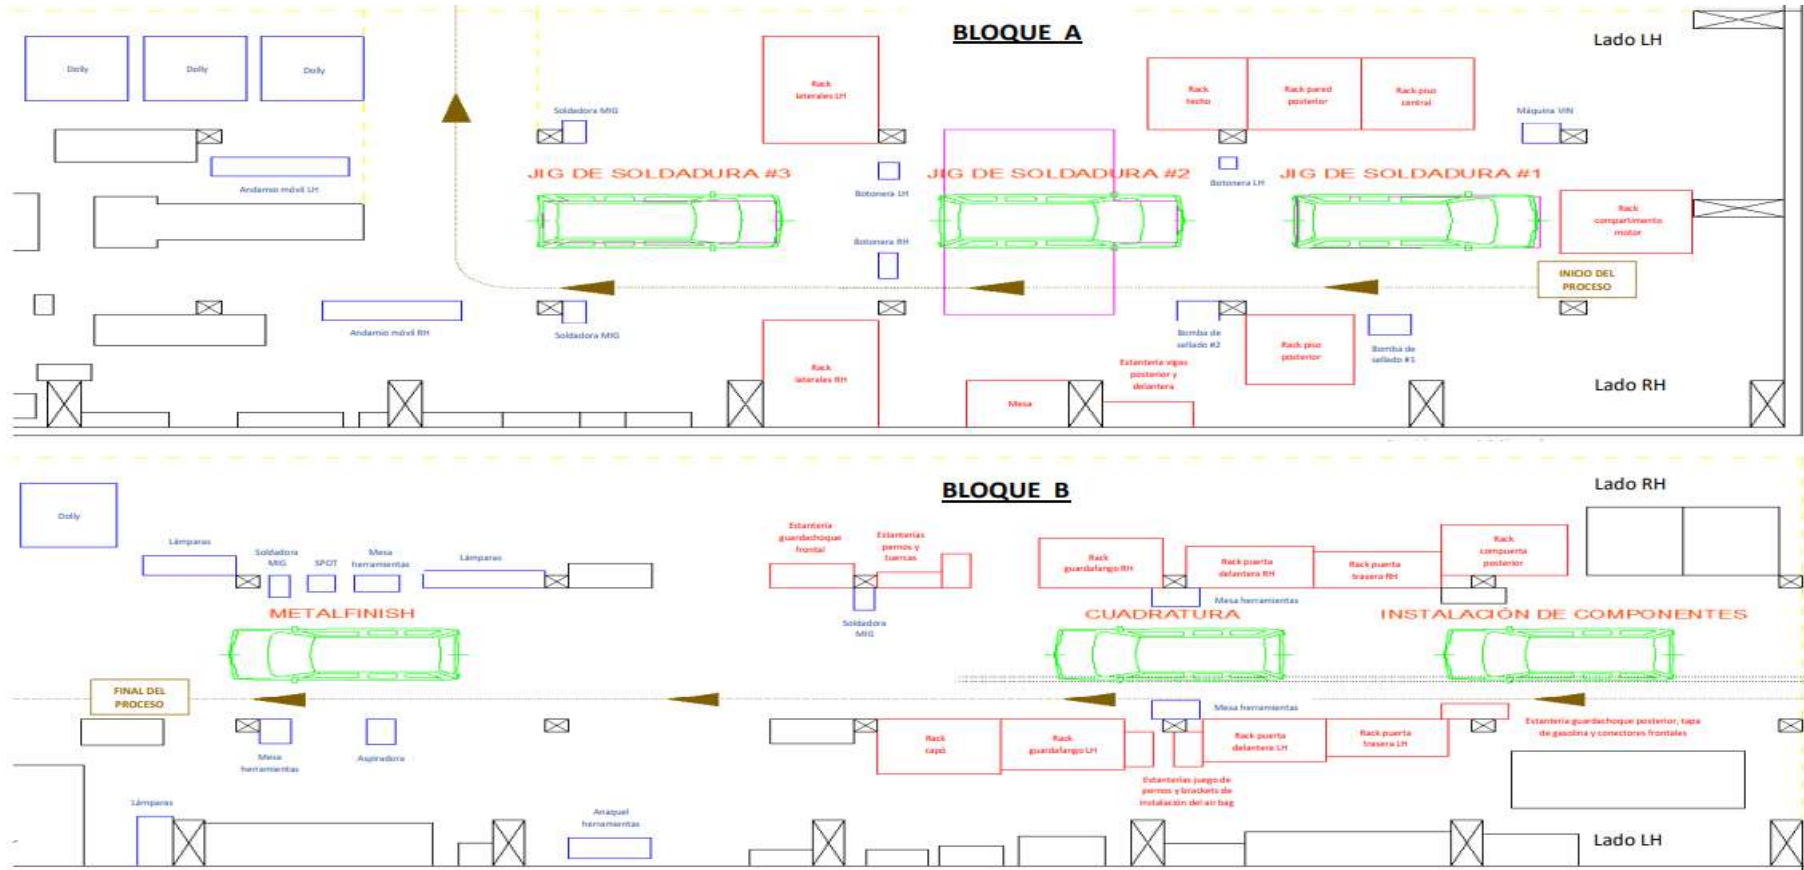 BLOQUE A
Lado LH
Dolly
Dolly
Dolly
Rack
laterales LH
Rack
techo
Rack pared
posterior
Rack piso
central
Soldadora MIG
Máquina VIN
JIG DE SOLDADURA #3
JIG DE SOLDADURA #2
JIG DE SOLDADURA #1
Andamio móvil LH
Botonera LH
Botonera LH
Rack
compartimento
motor
Botonera RH
INICIO DEL
PROCESO
Andamio móvil RH
Soldadora MIG
Bomba de
sellado #2
Rack piso
posterior
Bomba de
sellado #1
Rack
laterales RH
Estantería vigas
posterior y
delantera
Mesa
Lado RH
BLOQUE B
Lado RH
Dolly
Lámparas
Soldadora
MIG
SPOT
Mesa
herramientas
Lámparas
Estantería
guardachoque
frontal
Estanterías
pernos y
tuercas
Rack
guardafango RH
Rack puerta
delantera RH
Rack puerta
trasera RH
Rack
compuerta
posterior
Mesa herramientas
Soldadora
MIG
METALFINISH
CUADRATURA
INSTALACIÓN DE COMPONENTES
FINAL DEL
PROCESO
Mesa herramientas
Mesa
herramientas
Aspiradora
Rack
capó
Rack
guardafango LH
Rack puerta
delantera LH
Rack puerta
trasera LH
Estantería guardachoque posterior, tapa
de gasolina y conectores frontales
Estanterías juego de
pernos y brackets de
instalación del air bag
Lámparas
Anaquel
herramientas
Lado LH